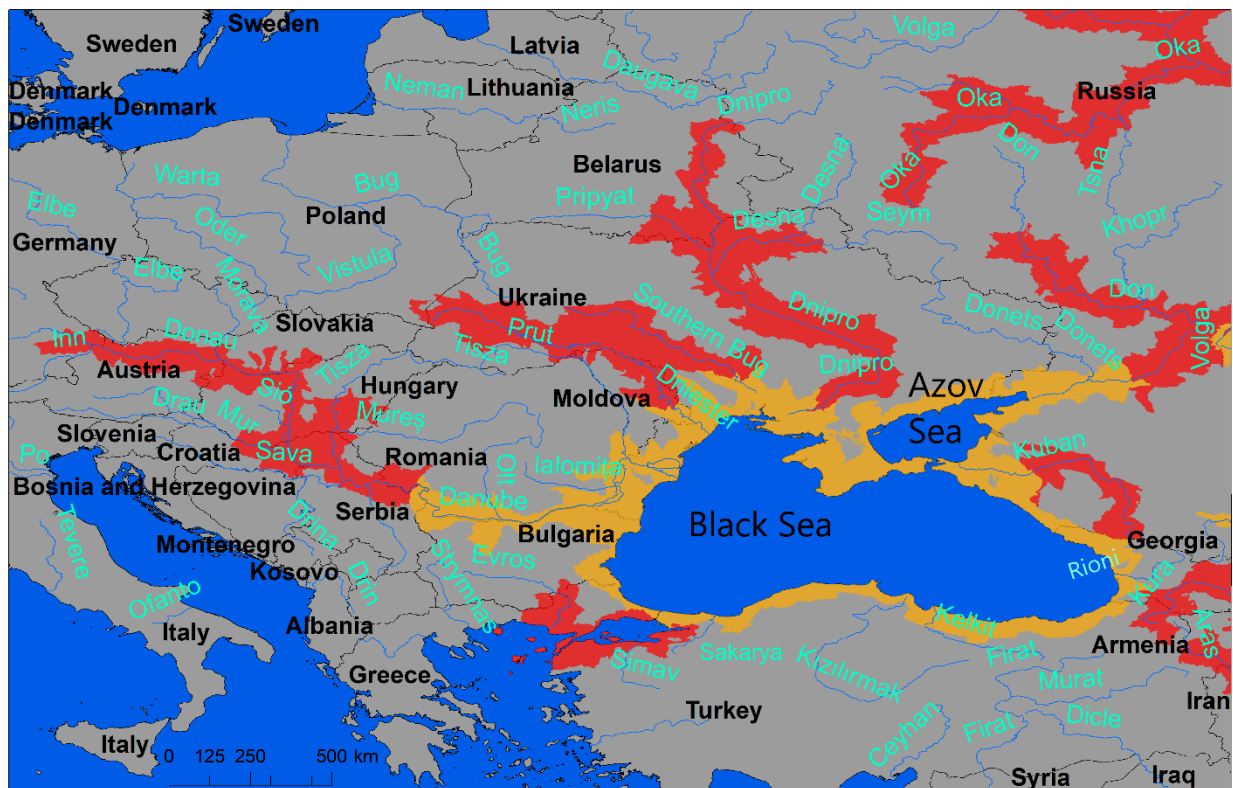 Sweden
Sweden
Latvia
Volga
Oka
Denmark
Denmark
Denmark
Neman
Lithuania
Daugava
Neris
Dnipro
Oka
Russia
Don
Belarus
Warta
Bug
Pripyat
Desna
Desna
Oka
Tsna
Seym
Khopr
Elbe
Germany
Poland
Oder
Elbe
Morava
Vistula
Bug
Ukraine
Southern Bug
Dnipro
Don
Donets
Donets
Volga
Inn
Donau
Slovakia
Prut
Tisza
Tisza
Austria
Sió
Hungary
Dnipro
Azov
Sea
Drau
Mur
Mures
Moldova
Dniester
Slovenia
Croatia
Sava
Romania
Olt
Ialomita
Kuban
Po
Bosnia and Herzegovina
Serbia
Danube
Bulgaria
Black Sea
Georgia
Tevere
Drina
Montenegro
Kosovo
Strymnas
Evros
Rioni
Kura
Drin
Ofanto
Italy
Albania
Kelkit
Armenia
Aras
Greece
Simav
Sakarya
Kızılırmak
Firat
Murat
Iran
Turkey
Ceyhan
Firat
Dicle
Italy
0 125 250 500 km
Syria
Iraq